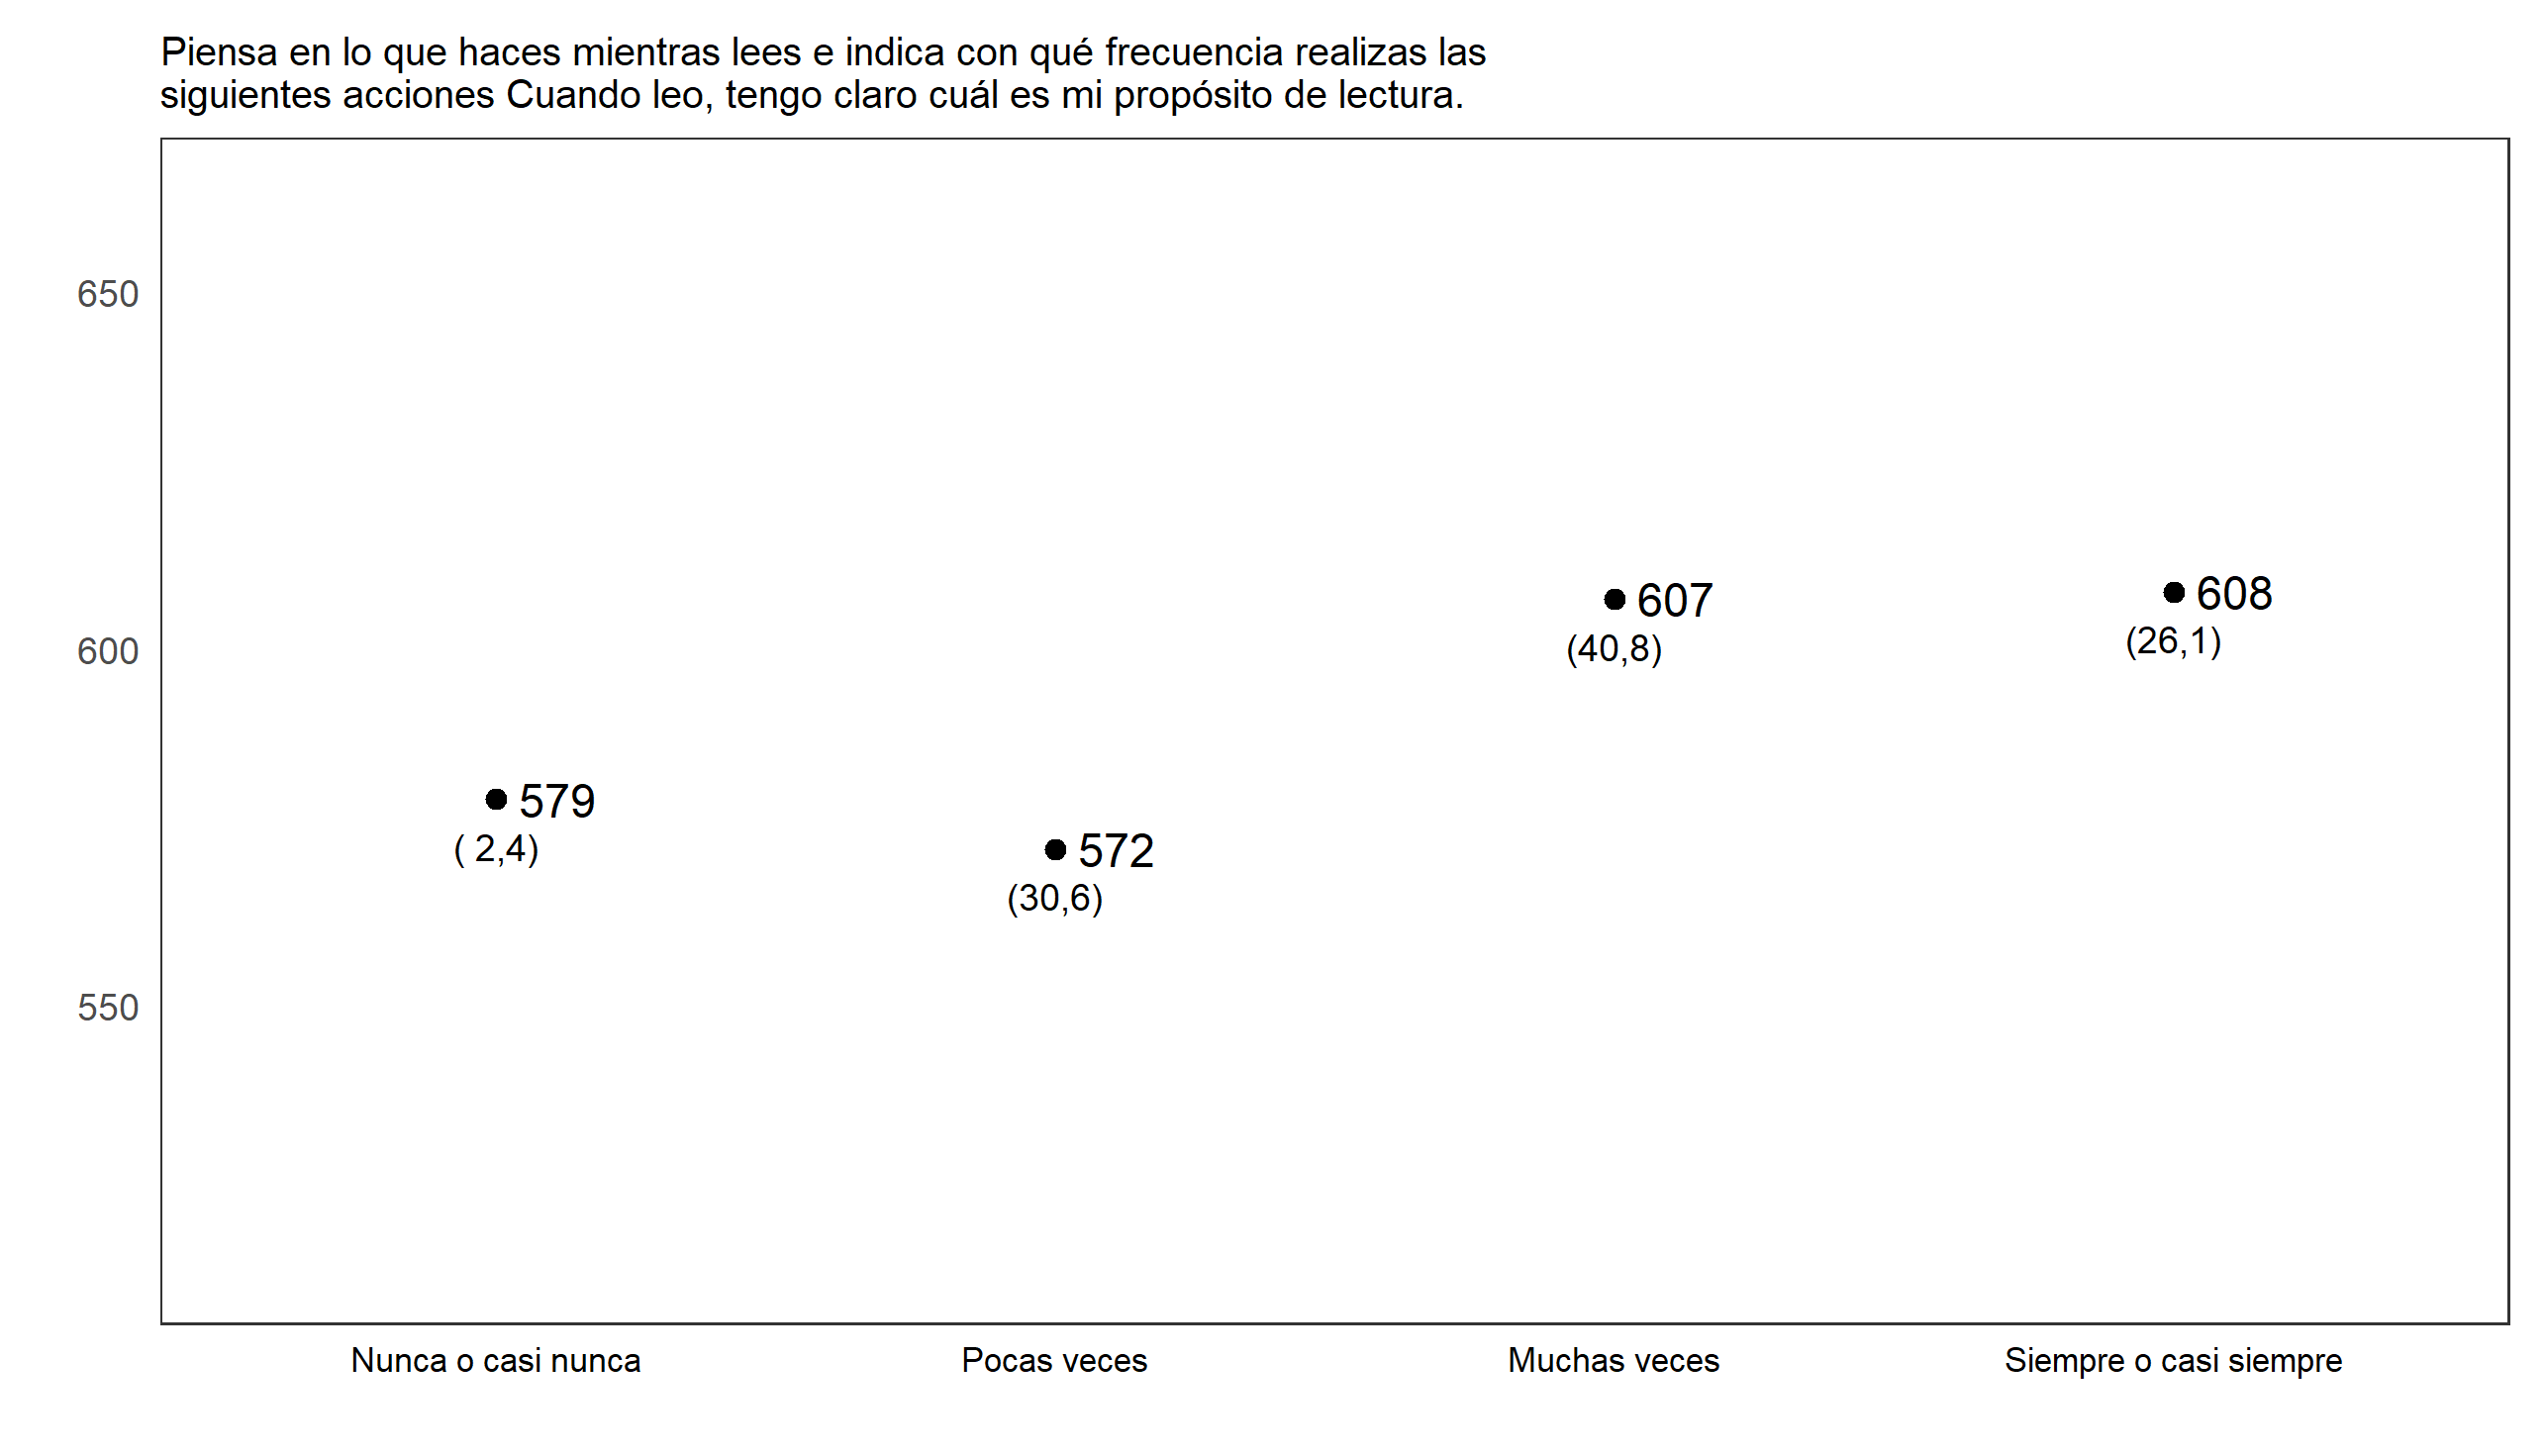 Piensa en lo que haces mientras lees e indica con qué frecuencia realizas las
siguientes acciones Cuando leo, tengo claro cuál es mi propósito de lectura.
650
600
550
579
( 2,4)
572
(30,6)
607
(40,8)
608
(26,1)
Nunca o casi nunca
Pocas veces
Muchas veces
Siempre o casi siempre